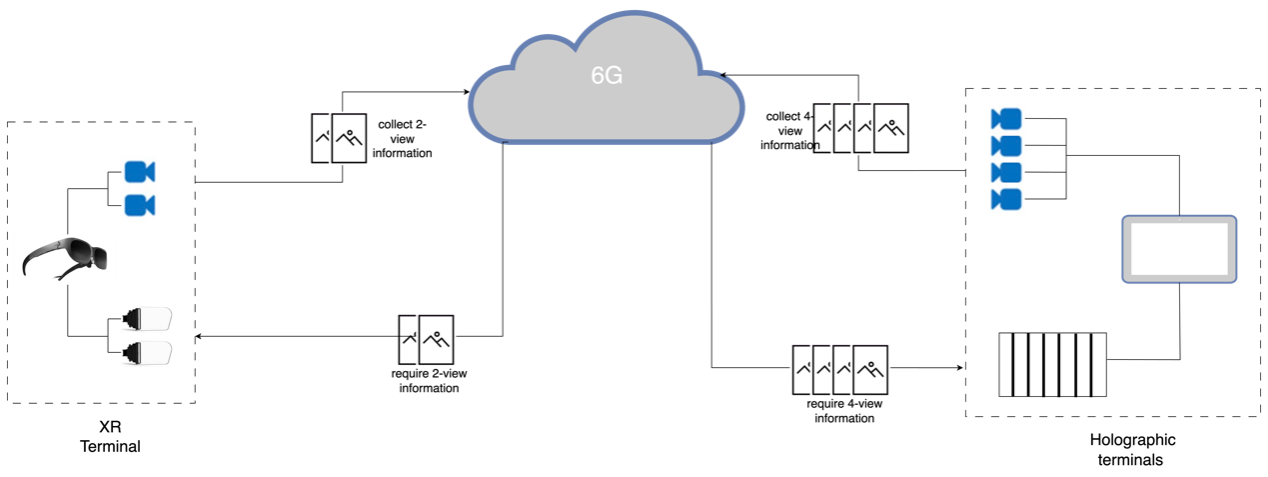 6G
collect 2-
view
information
collect 4-
view
information
require 2-view
information
require 4-view
information
XR
Terminal
Holographic
terminals